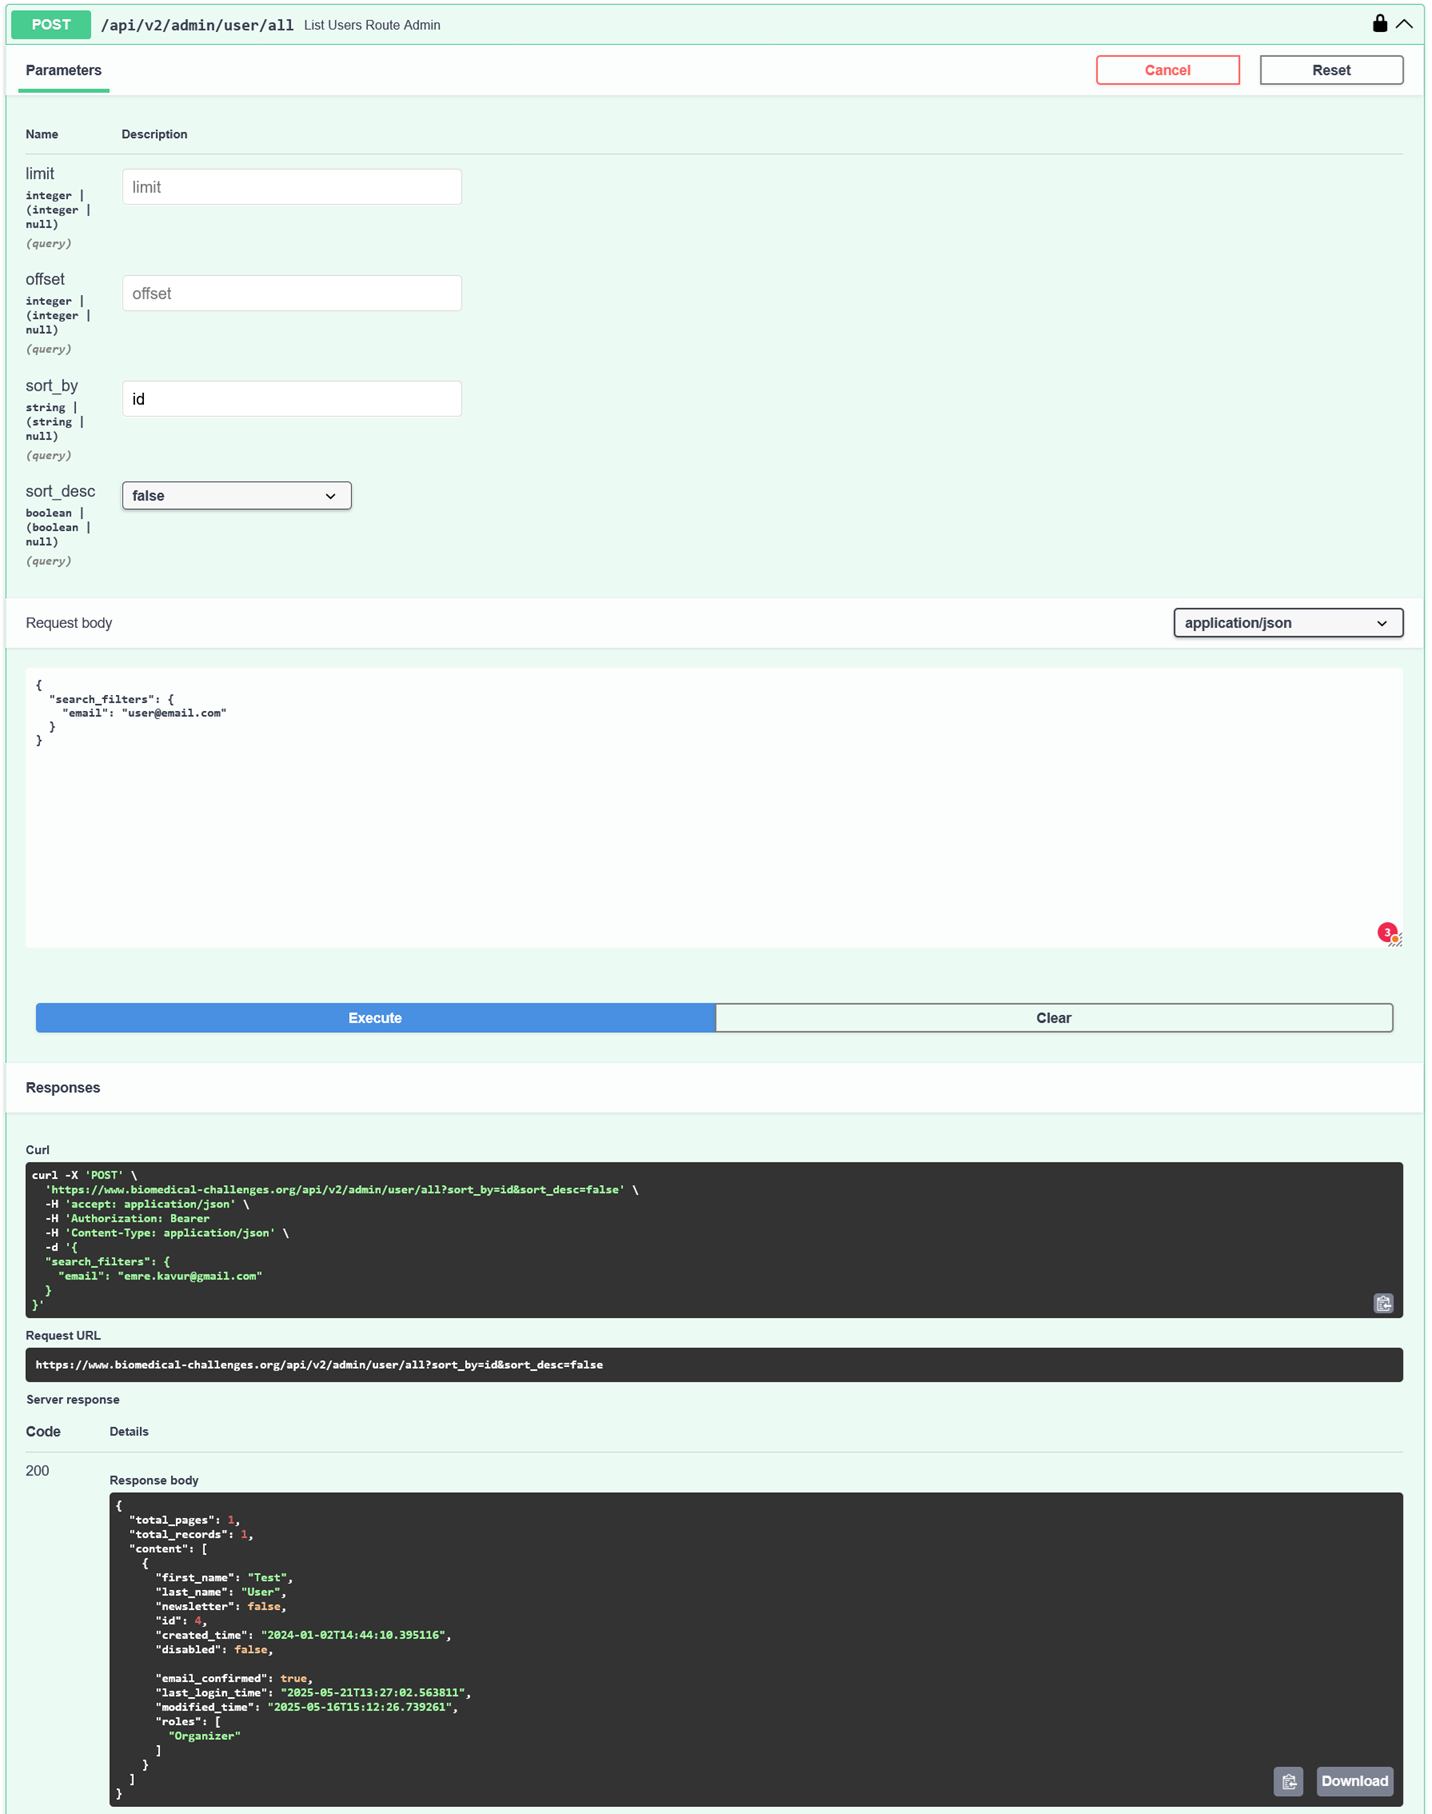 POST /api/v2/admin/user/all List Users Route Admin
Parameters
Cancel
Reset
Name Description
limit
integer |
(integer |
null)
(query)
limit
offset
integer |
(integer |
null)
(query)
offset
sort_by
string |
(string |
null)
(query)
id
sort_desc
boolean |
(boolean |
null)
(query)
false
Request body
application/json
{
  "search_filters": {
    "email": "user@email.com"
  }
}
3
Execute
Clear
Responses
Curl
curl -X 'POST' \
  'https://www.biomedical-challenges.org/api/v2/admin/user/all?sort_by=id&sort_desc=false' \
  -H 'accept: application/json' \
  -H 'Authorization: Bearer
  -H 'Content-Type: application/json' \
  -d '{
  "search_filters": {
    "email": "emre.kavur@gmail.com"
  }
}'
Request URL
https://www.biomedical-challenges.org/api/v2/admin/user/all?sort_by=id&sort_desc=false
Server response
Code Details
200
Response body
{
  "total_pages": 1,
  "total_records": 1,
  "content": [
    {
      "first_name": "Test",
      "last_name": "User",
      "newsletter": false,
      "id": 4,
      "created_time": "2024-01-02T14:44:10.395116",
      "disabled": false,
      "email_confirmed": true,
      "last_login_time": "2025-05-21T13:27:02.563811",
      "modified_time": "2025-05-16T15:12:26.739261",
      "roles": [
        "Organizer"
      ]
    }
  ]
}
Download